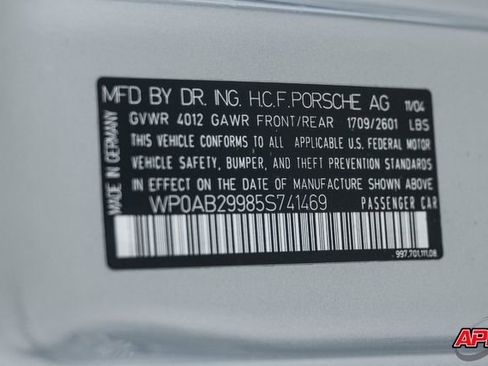 MFD BY DR. ING. H.C.F. PORSCHE AG 11/04
GVWR 4012 GAWR FRONT/REAR 1709/2601 LBS
THIS VEHICLE CONFORMS TO ALL APPLICABLE U.S. FEDERAL MOTOR
VEHICLE SAFETY, BUMPER, AND THEFT PREVENTION STANDARDS
IN EFFECT ON THE DATE OF MANUFACTURE SHOWN ABOVE.
WP0AB29985S741469 PASSENGER CAR
997.701.111.08
MADE IN GERMANY